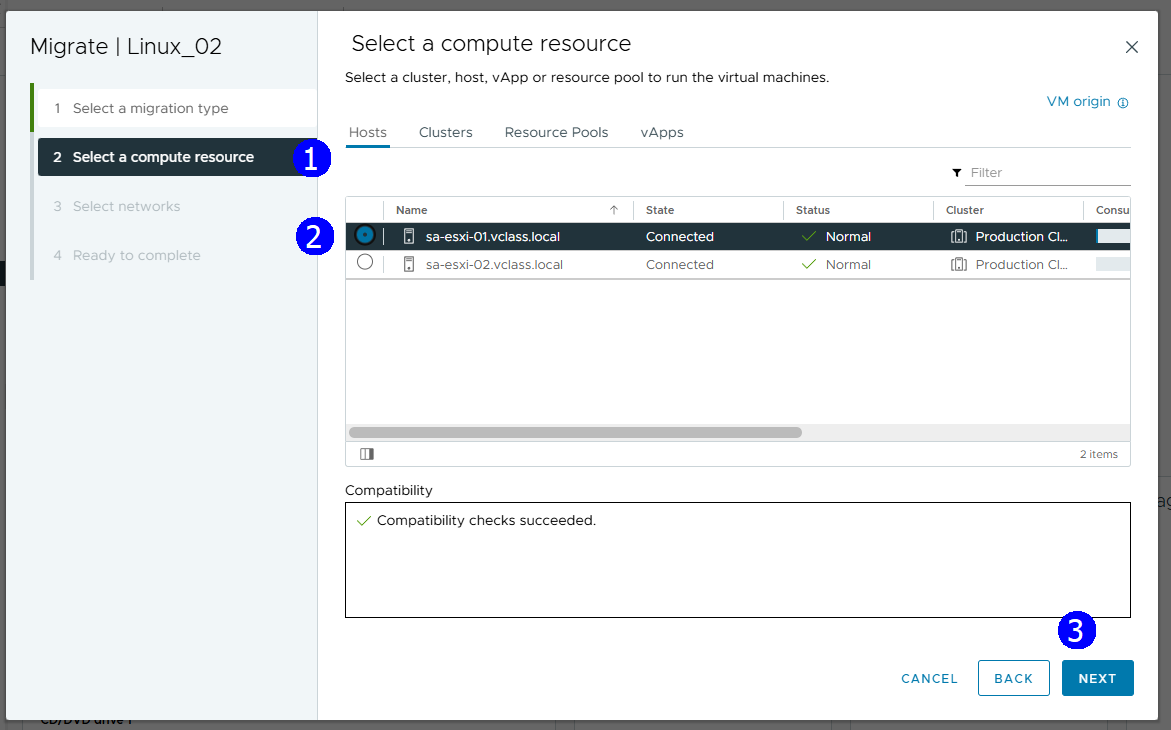 Migrate | Linux_02
1 Select a migration type
2 Select a compute resource
3 Select networks
4 Ready to complete
1
2
3
Select a compute resource
Select a cluster, host, vApp or resource pool to run the virtual machines.
VM origin
Hosts Clusters Resource Pools vApps
Filter
Name State Status Cluster Consu
sa-esxi-01.vclass.local Connected Normal Production Cl...
sa-esxi-02.vclass.local Connected Normal Production Cl...
2 items
Compatibility
Compatibility checks succeeded.
CANCEL BACK NEXT